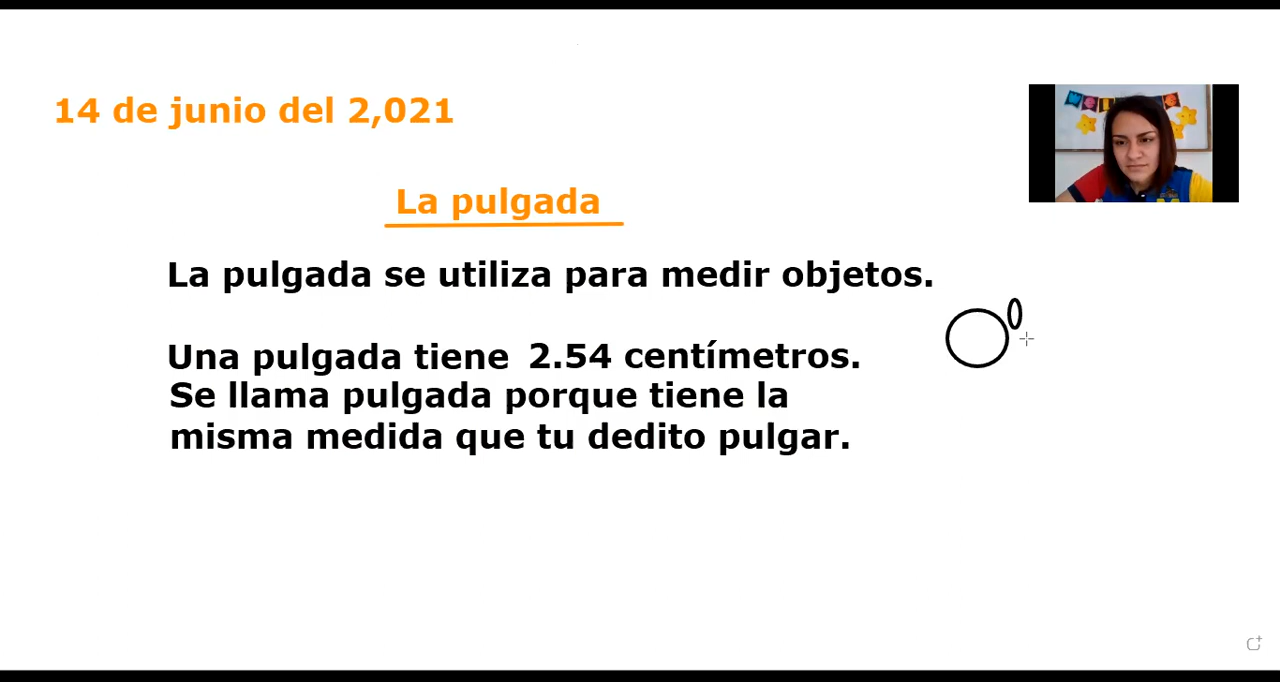 14 de junio del 2,021
La pulgada
La pulgada se utiliza para medir objetos.
Una pulgada tiene 2.54 centímetros.
Se llama pulgada porque tiene la
misma medida que tu dedito pulgar.